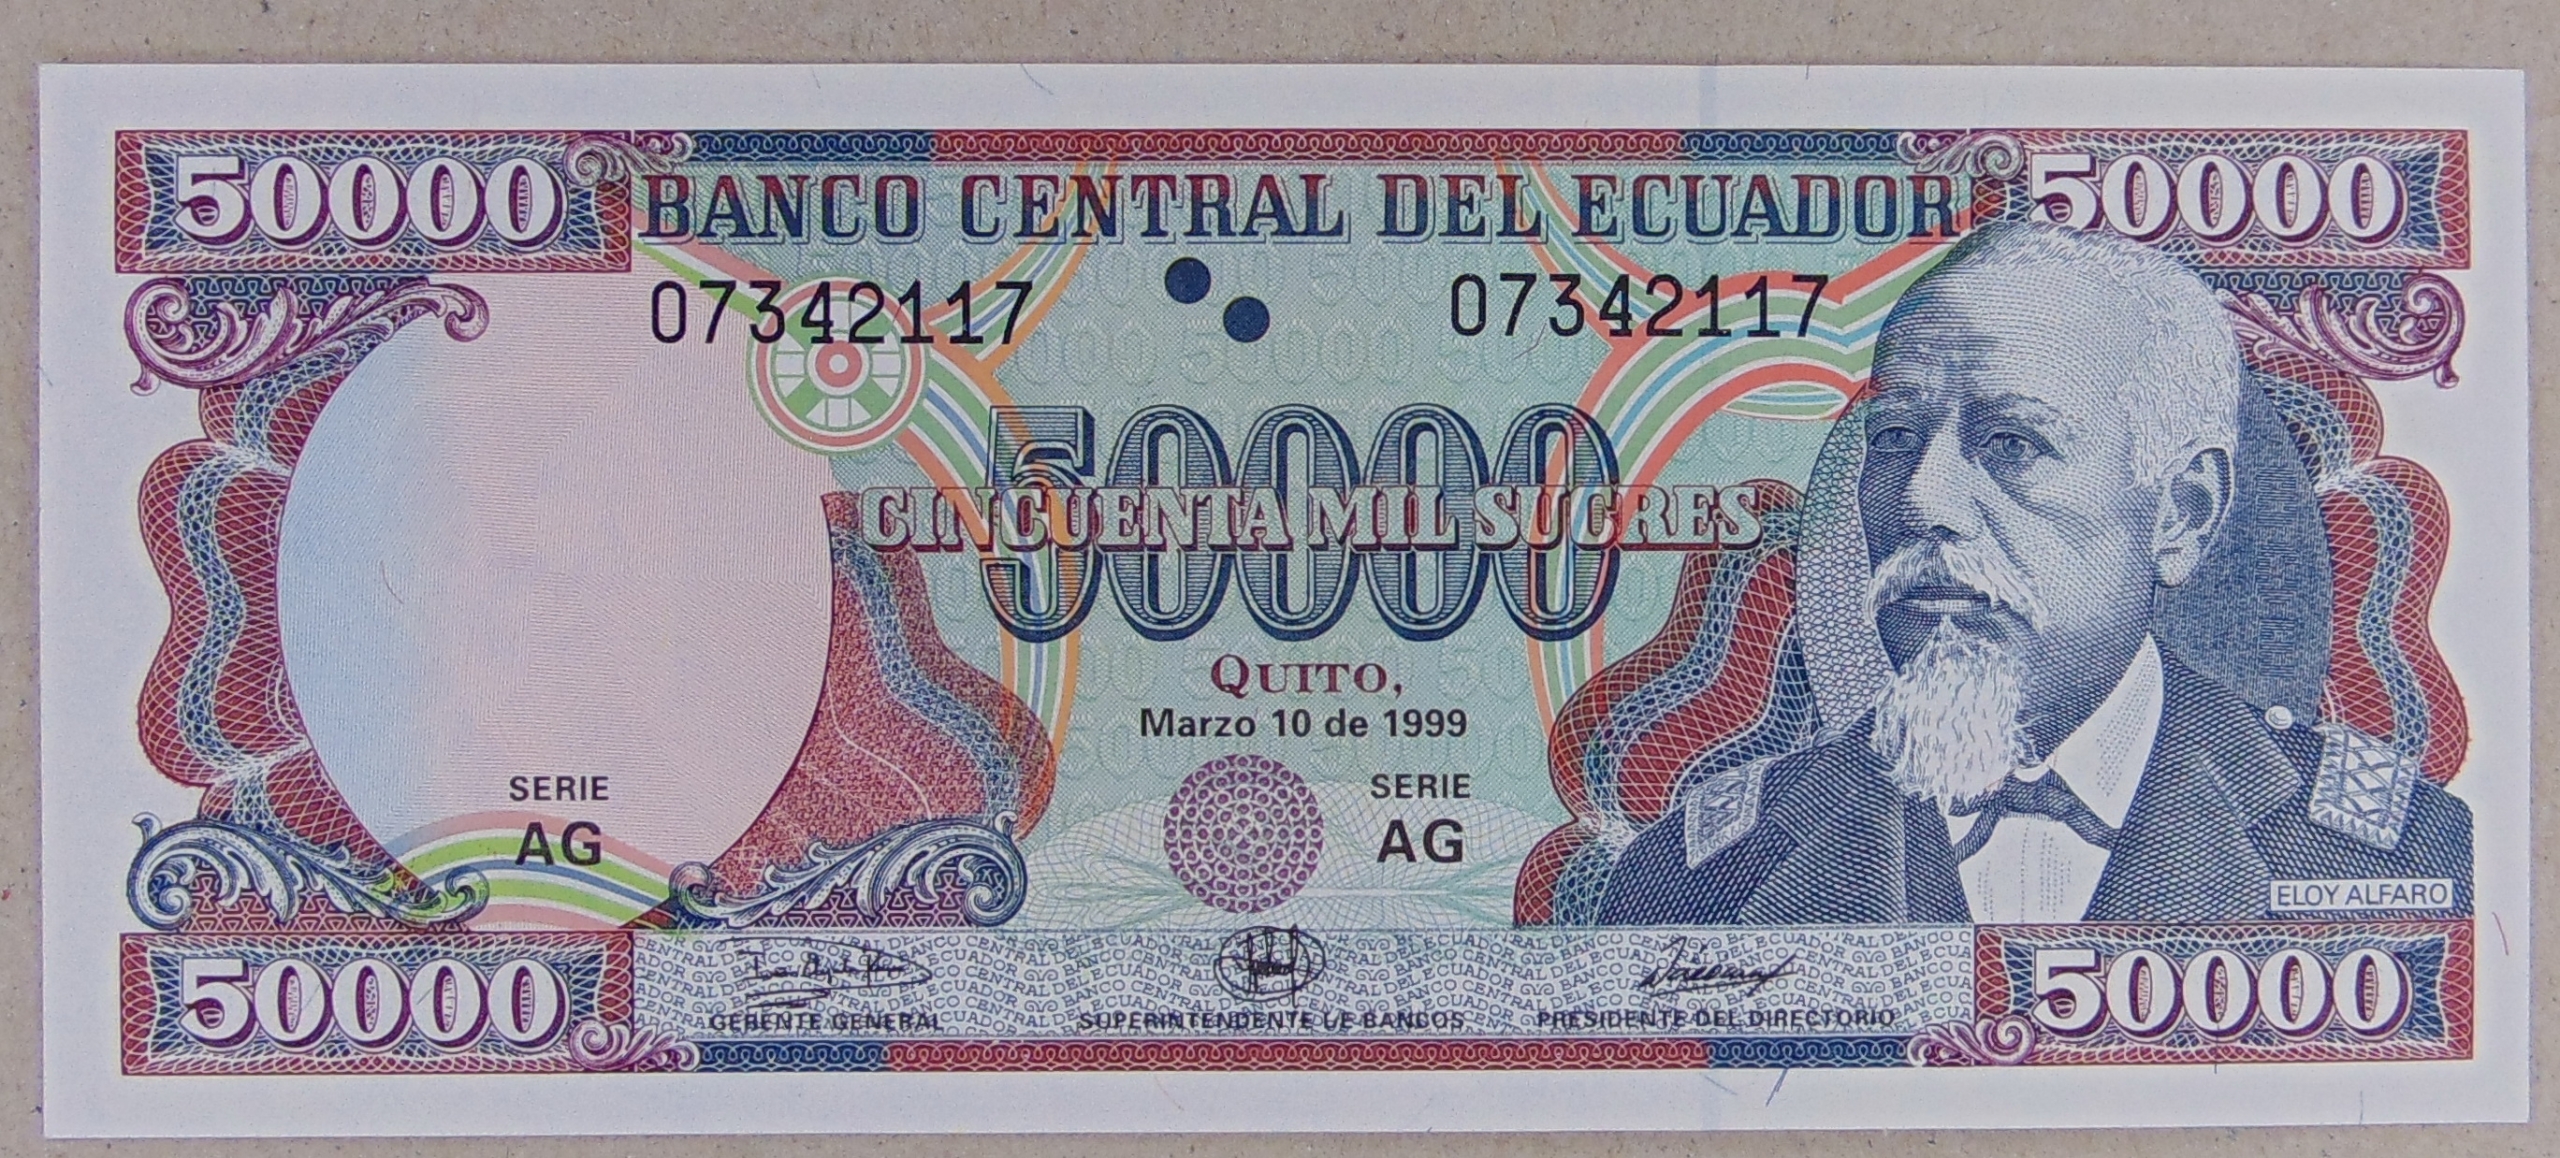 50000
BANCO CENTRAL DEL ECUADOR
50000
07342117
07342117
50000
CINCUENTA MIL SUCRES
QUITO,
Marzo 10 de 1999
SERIE
AG
SERIE
AG
ELOY ALFARO
50000
GERENTE GENERAL
SUPERINTENDENTE DE BANCOS
PRESIDENTE DEL DIRECTORIO
50000